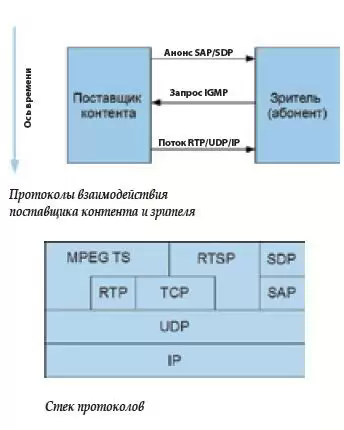 Ось времени
Анонс SAP/SDP
Поставщик
контента
Запрос IGMP
Зритель
(абонент)
Поток RTP/UDP/IP
Протоколы взаимодействия
поставщика контента и зрителя
MPEG TS
RTSP
SDP
RTP
TCP
SAP
UDP
IP
Стек протоколов